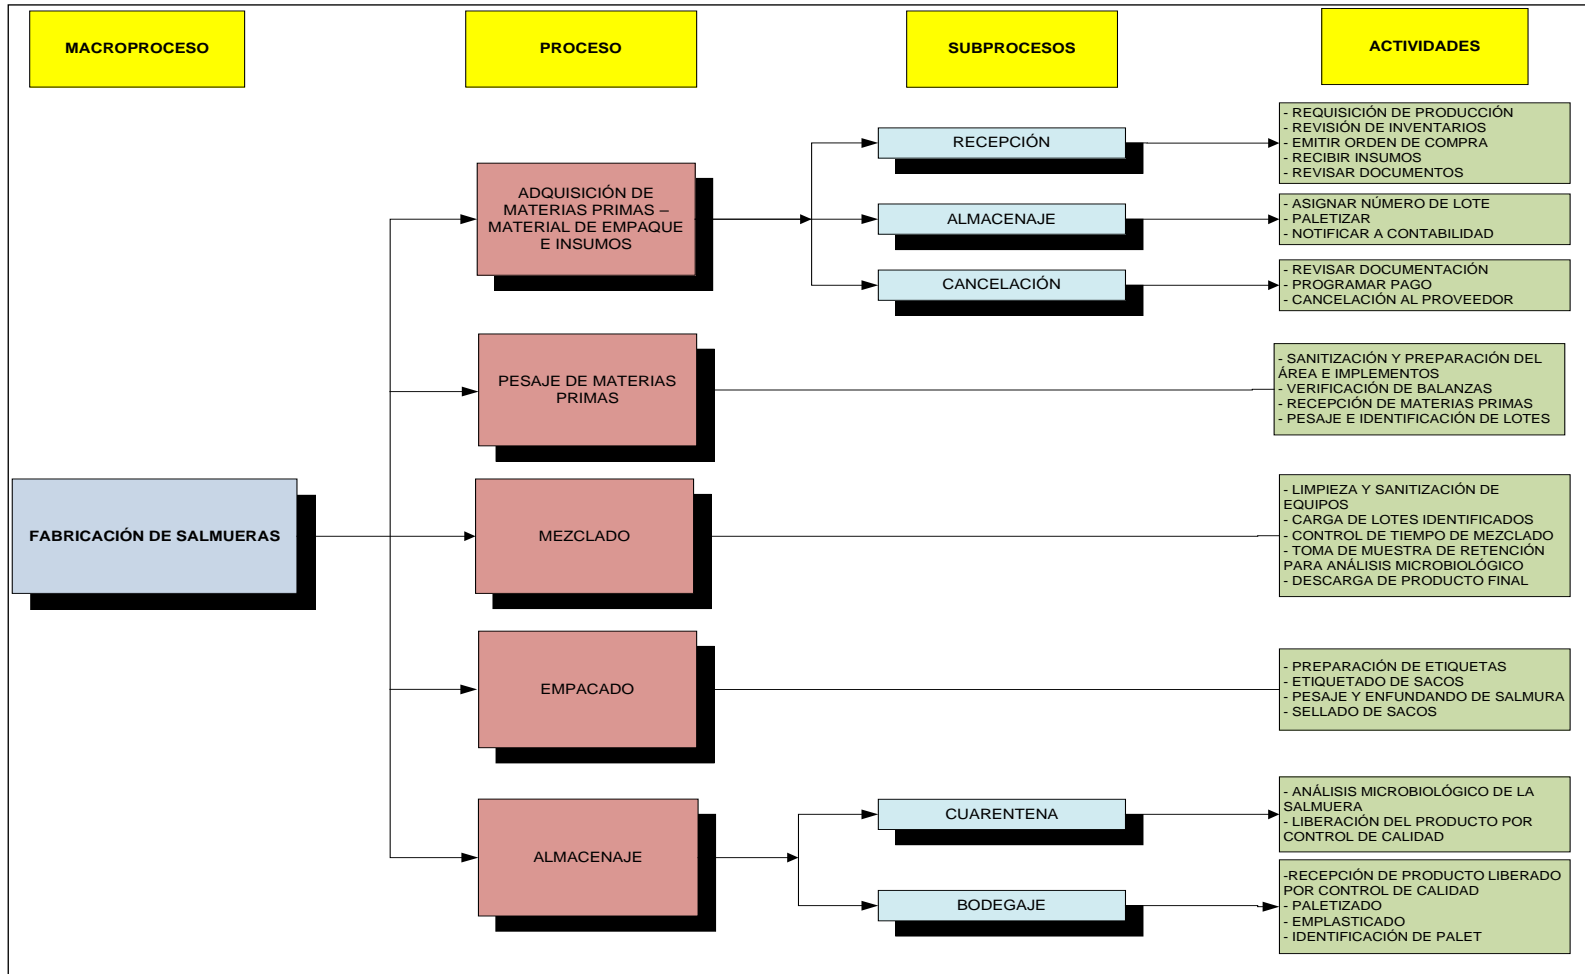 MACROPROCESO
PROCESO
SUBPROCESOS
ACTIVIDADES
FABRICACIÓN DE SALMUERAS
ADQUISICIÓN DE
MATERIAS PRIMAS –
MATERIAL DE EMPAQUE
E INSUMOS
RECEPCIÓN
- REQUISICIÓN DE PRODUCCIÓN
- REVISIÓN DE INVENTARIOS
- EMITIR ORDEN DE COMPRA
- RECIBIR INSUMOS
- REVISAR DOCUMENTOS
ALMACENAJE
- ASIGNAR NÚMERO DE LOTE
- PALETIZAR
- NOTIFICAR A CONTABILIDAD
CANCELACIÓN
- REVISAR DOCUMENTACIÓN
- PROGRAMAR PAGO
- CANCELACIÓN AL PROVEEDOR
PESAJE DE MATERIAS
PRIMAS
- SANITIZACIÓN Y PREPARACIÓN DEL
ÁREA E IMPLEMENTOS
- VERIFICACIÓN DE BALANZAS
- RECEPCIÓN DE MATERIAS PRIMAS
- PESAJE E IDENTIFICACIÓN DE LOTES
MEZCLADO
- LIMPIEZA Y SANITIZACIÓN DE
EQUIPOS
- CARGA DE LOTES IDENTIFICADOS
- CONTROL DE TIEMPO DE MEZCLADO
- TOMA DE MUESTRA DE RETENCIÓN
PARA ANÁLISIS MICROBIOLÓGICO
- DESCARGA DE PRODUCTO FINAL
EMPACADO
- PREPARACIÓN DE ETIQUETAS
- ETIQUETADO DE SACOS
- PESAJE Y ENFUNDANDO DE SALMURA
- SELLADO DE SACOS
ALMACENAJE
CUARENTENA
- ANÁLISIS MICROBIOLÓGICO DE LA
SALMUERA
- LIBERACIÓN DEL PRODUCTO POR
CONTROL DE CALIDAD
BODEGAJE
-RECEPCIÓN DE PRODUCTO LIBERADO
POR CONTROL DE CALIDAD
- PALETIZADO
- EMPLASTICADO
- IDENTIFICACIÓN DE PALET